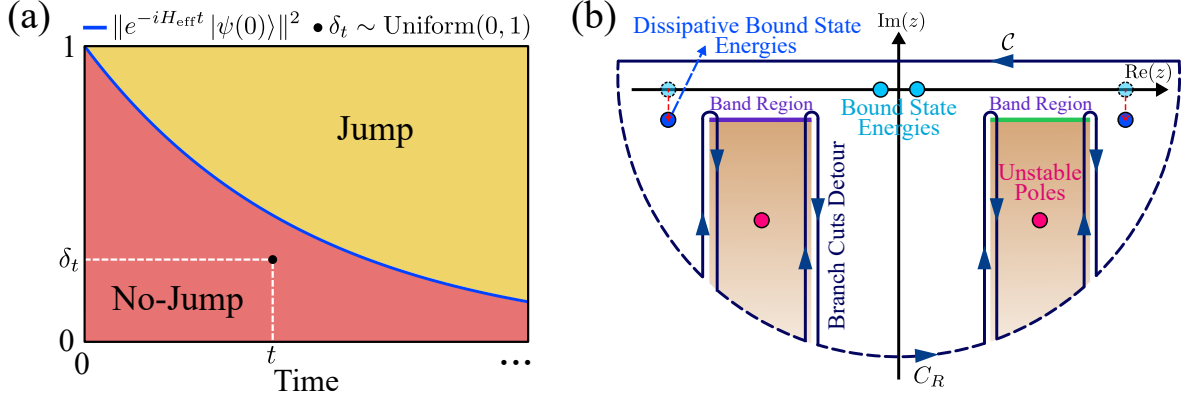 (a)
‖e^{-iH_eff t} |ψ(0)⟩‖² • δ_t ∼ Uniform(0, 1)
1
Jump
δ_t
No-Jump
0
0
t
...
Time
(b)
Im(z)
Dissipative Bound State
Energies
C
Re(z)
Band Region
Bound State
Energies
Band Region
Branch Cuts Detour
Unstable
Poles
C_R